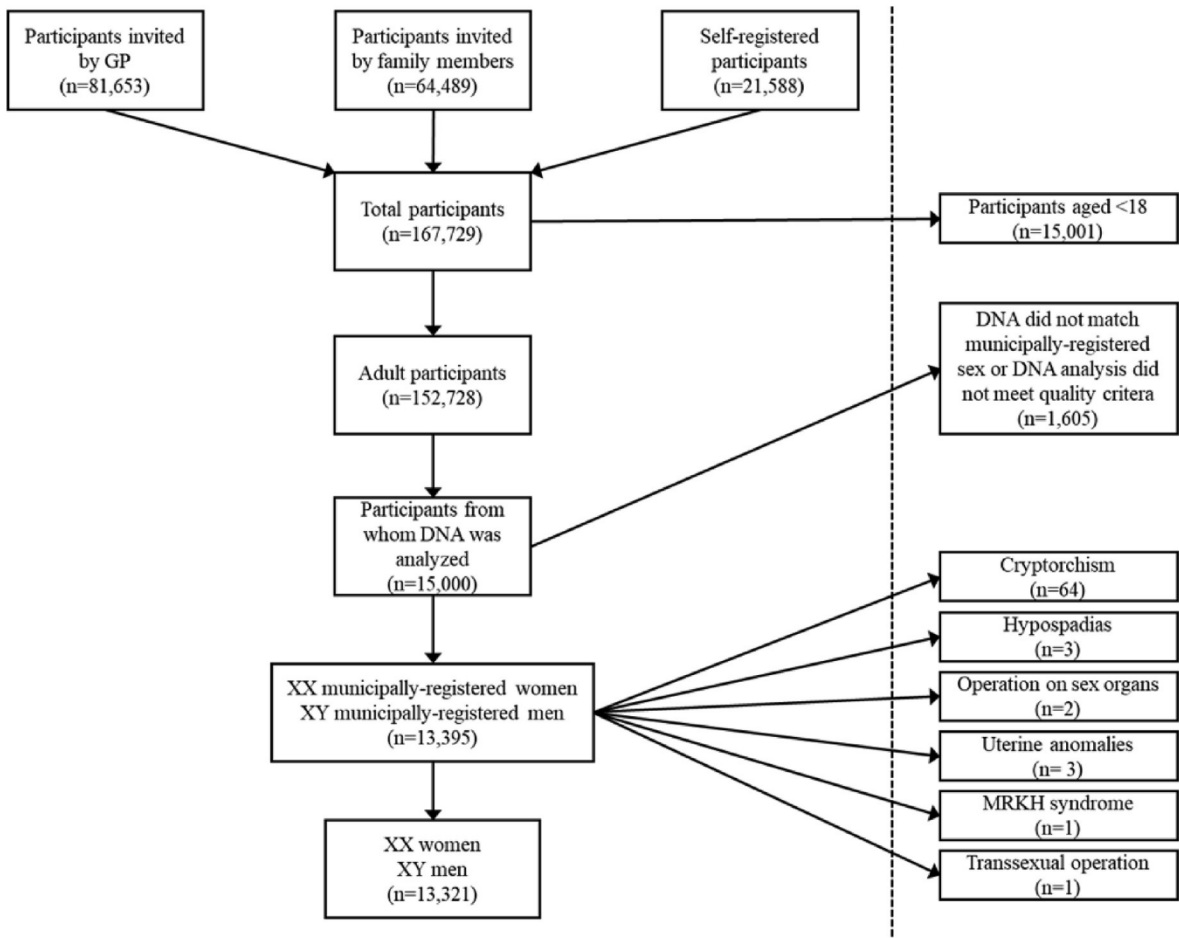 Participants invited
by GP
(n=81,653)
Participants invited
by family members
(n=64,489)
Self-registered
participants
(n=21,588)
Total participants
(n=167,729)
Participants aged <18
(n=15,001)
Adult participants
(n=152,728)
DNA did not match
municipally-registered
sex or DNA analysis did
not meet quality criteria
(n=1,605)
Participants from
whom DNA was
analyzed
(n=15,000)
XX municipally-registered women
XY municipally-registered men
(n=13,395)
Cryptorchism
(n=64)
Hypospadias
(n=3)
Operation on sex organs
(n=2)
Uterine anomalies
(n= 3)
MRKH syndrome
(n=1)
Transsexual operation
(n=1)
XX women
XY men
(n=13,321)